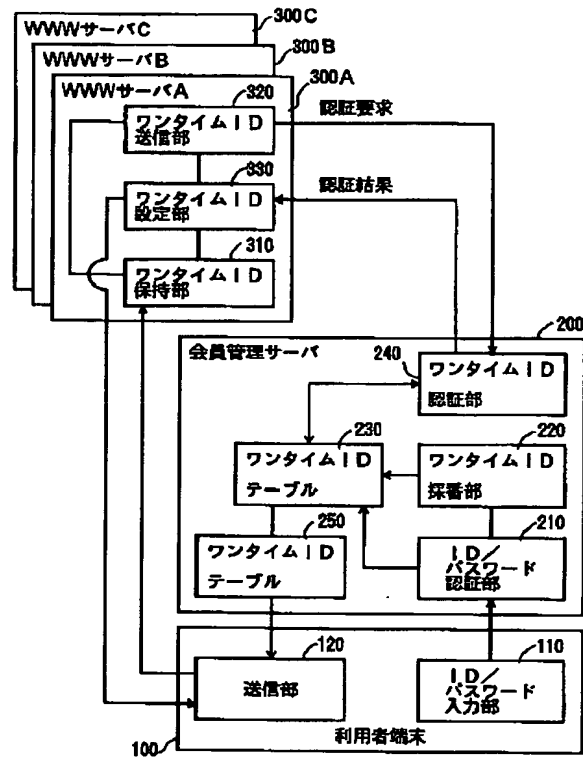 WWWサーバC
300C
WWWサーバB
300B
WWWサーバA
300A
320
ワンタイムID
送信部
認証要求
330
ワンタイムID
設定部
認証結果
310
ワンタイムID
保持部
200
会員管理サーバ
240
ワンタイムID
認証部
230
ワンタイムID
テーブル
220
ワンタイムID
採番部
250
ワンタイムID
テーブル
210
ID/
パスワード
認証部
120
送信部
110
ID/
パスワード
入力部
利用者端末
100